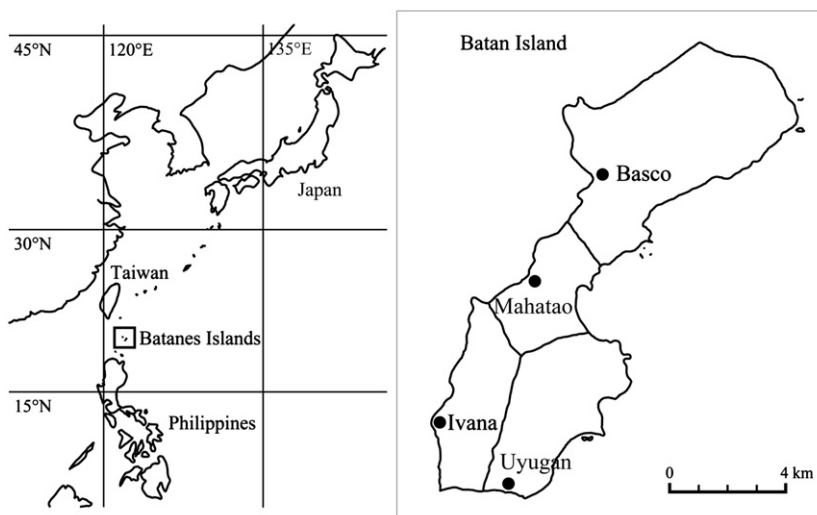 45°N
120°E
135°E
Japan
30°N
Taiwan
Batanes Islands
15°N
Philippines
Batan Island
Basco
Mahatao
Ivana
Uyugan
0 4 km